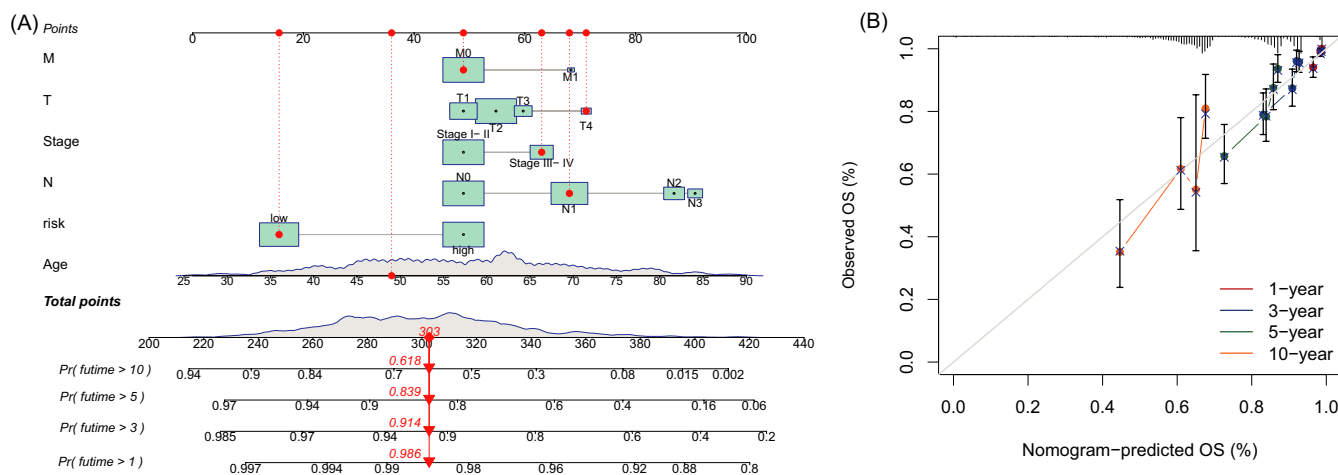 (A)
Points
0 20 40 60 80 100
M
M0
M1
T
T1
T2
T3
T4
Stage
Stage I- II
Stage III- IV
N
N0
N1
N2
N3
risk
low
high
Age
25 30 35 40 45 50 55 60 65 70 75 80 85 90
Total points
303
200 220 240 260 280 300 320 340 360 380 400 420 440
0.618
Pr( futime > 10)
0.94 0.9 0.84 0.7 0.5 0.3 0.08 0.015 0.002
0.839
Pr( futime > 5)
0.97 0.94 0.9 0.8 0.6 0.4 0.16 0.06
0.914
Pr( futime > 3)
0.985 0.97 0.94 0.9 0.8 0.6 0.4 0.2
0.986
Pr( futime > 1)
0.997 0.994 0.99 0.98 0.96 0.92 0.88 0.8
(B)
Observed OS (%)
1.0
0.8
0.6
0.4
0.2
0.0
1-year
3-year
5-year
10-year
0.0 0.2 0.4 0.6 0.8 1.0
Nomogram-predicted OS (%)